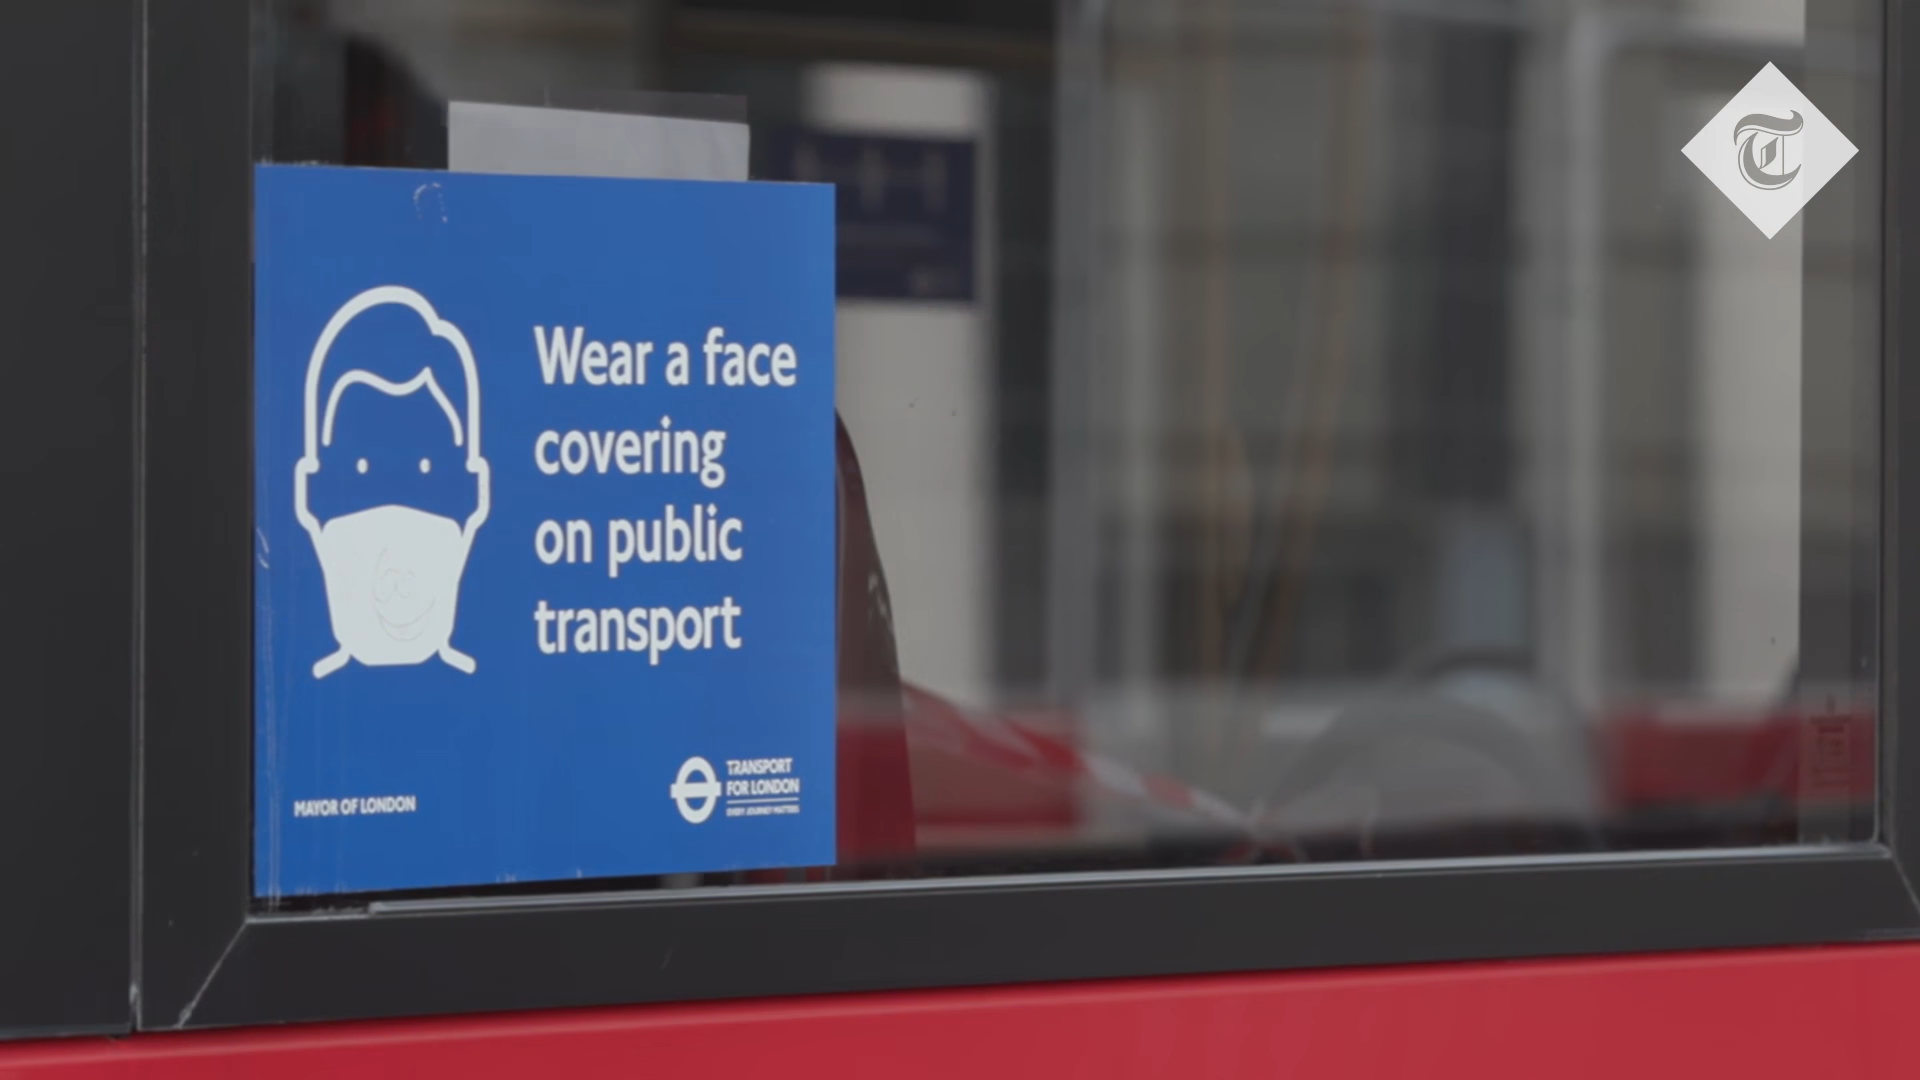 Wear a face
covering
on public
transport
MAYOR OF LONDON
TRANSPORT
FOR LONDON
EVERY JOURNEY MATTERS
T